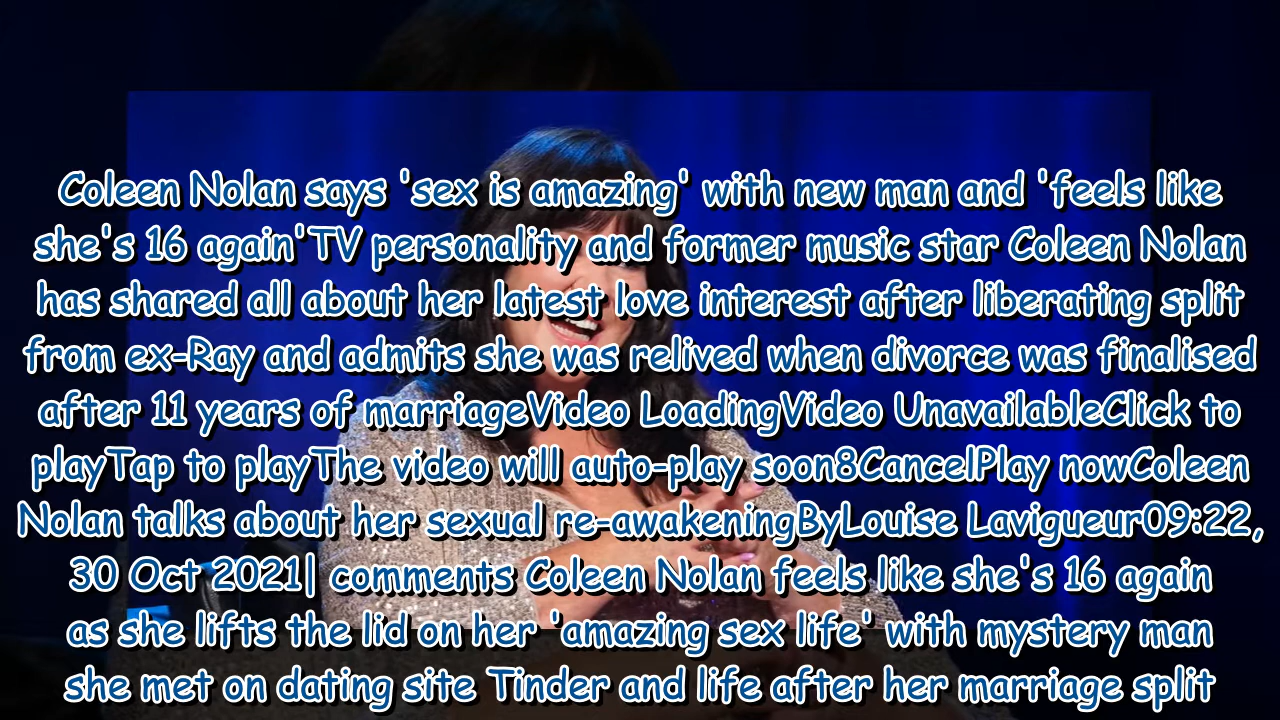 Coleen Nolan says 'sex is amazing' with new man and 'feels like
she's 16 again'TV personality and former music star Coleen Nolan
has shared all about her latest love interest after liberating split
from ex-Ray and admits she was relived when divorce was finalised
after 11 years of marriageVideo LoadingVideo UnavailableClick to
playTap to playThe video will auto-play soon8CancelPlay nowColeen
Nolan talks about her sexual re-awakeningByLouise Lavigueur09:22,
30 Oct 2021| comments Coleen Nolan feels like she's 16 again
as she lifts the lid on her 'amazing sex life' with mystery man
she met on dating site Tinder and life after her marriage split